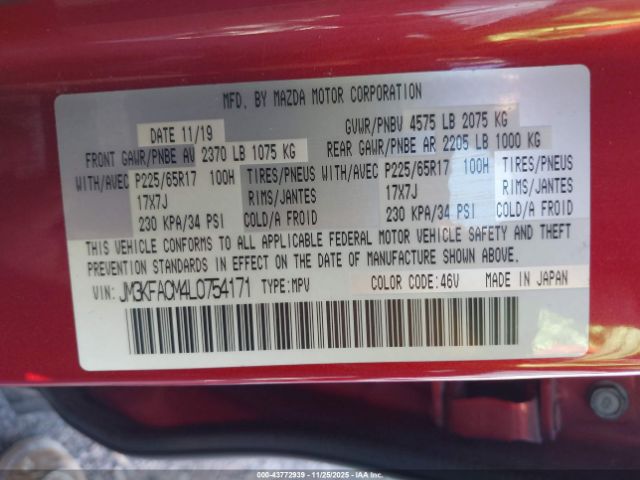 MFD. BY MAZDA MOTOR CORPORATION
DATE 11/19 GVWR/PNBV 4575 LB 2075 KG
FRONT GAWR/PNBE AV 2370 LB 1075 KG REAR GAWR/PNBE AR 2205 LB 1000 KG
WITH/AVEC P225/65R17 100H TIRES/PNEUS WITH/AVEC P225/65R17 100H TIRES/PNEUS
17X7J RIMS/JANTES 17X7J RIMS/JANTES
230 KPA/34 PSI COLD/A FROID 230 KPA/34 PSI COLD/A FROID
THIS VEHICLE CONFORMS TO ALL APPLICABLE FEDERAL MOTOR VEHICLE SAFETY AND THEFT
PREVENTION STANDARDS IN EFFECT ON THE DATE OF MANUFACTURE SHOWN ABOVE.
VIN: JM3KFACM4L0754171 TYPE:MPV COLOR CODE:46V MADE IN JAPAN
© 43772939 - 11/25/2025 - IAAI.com